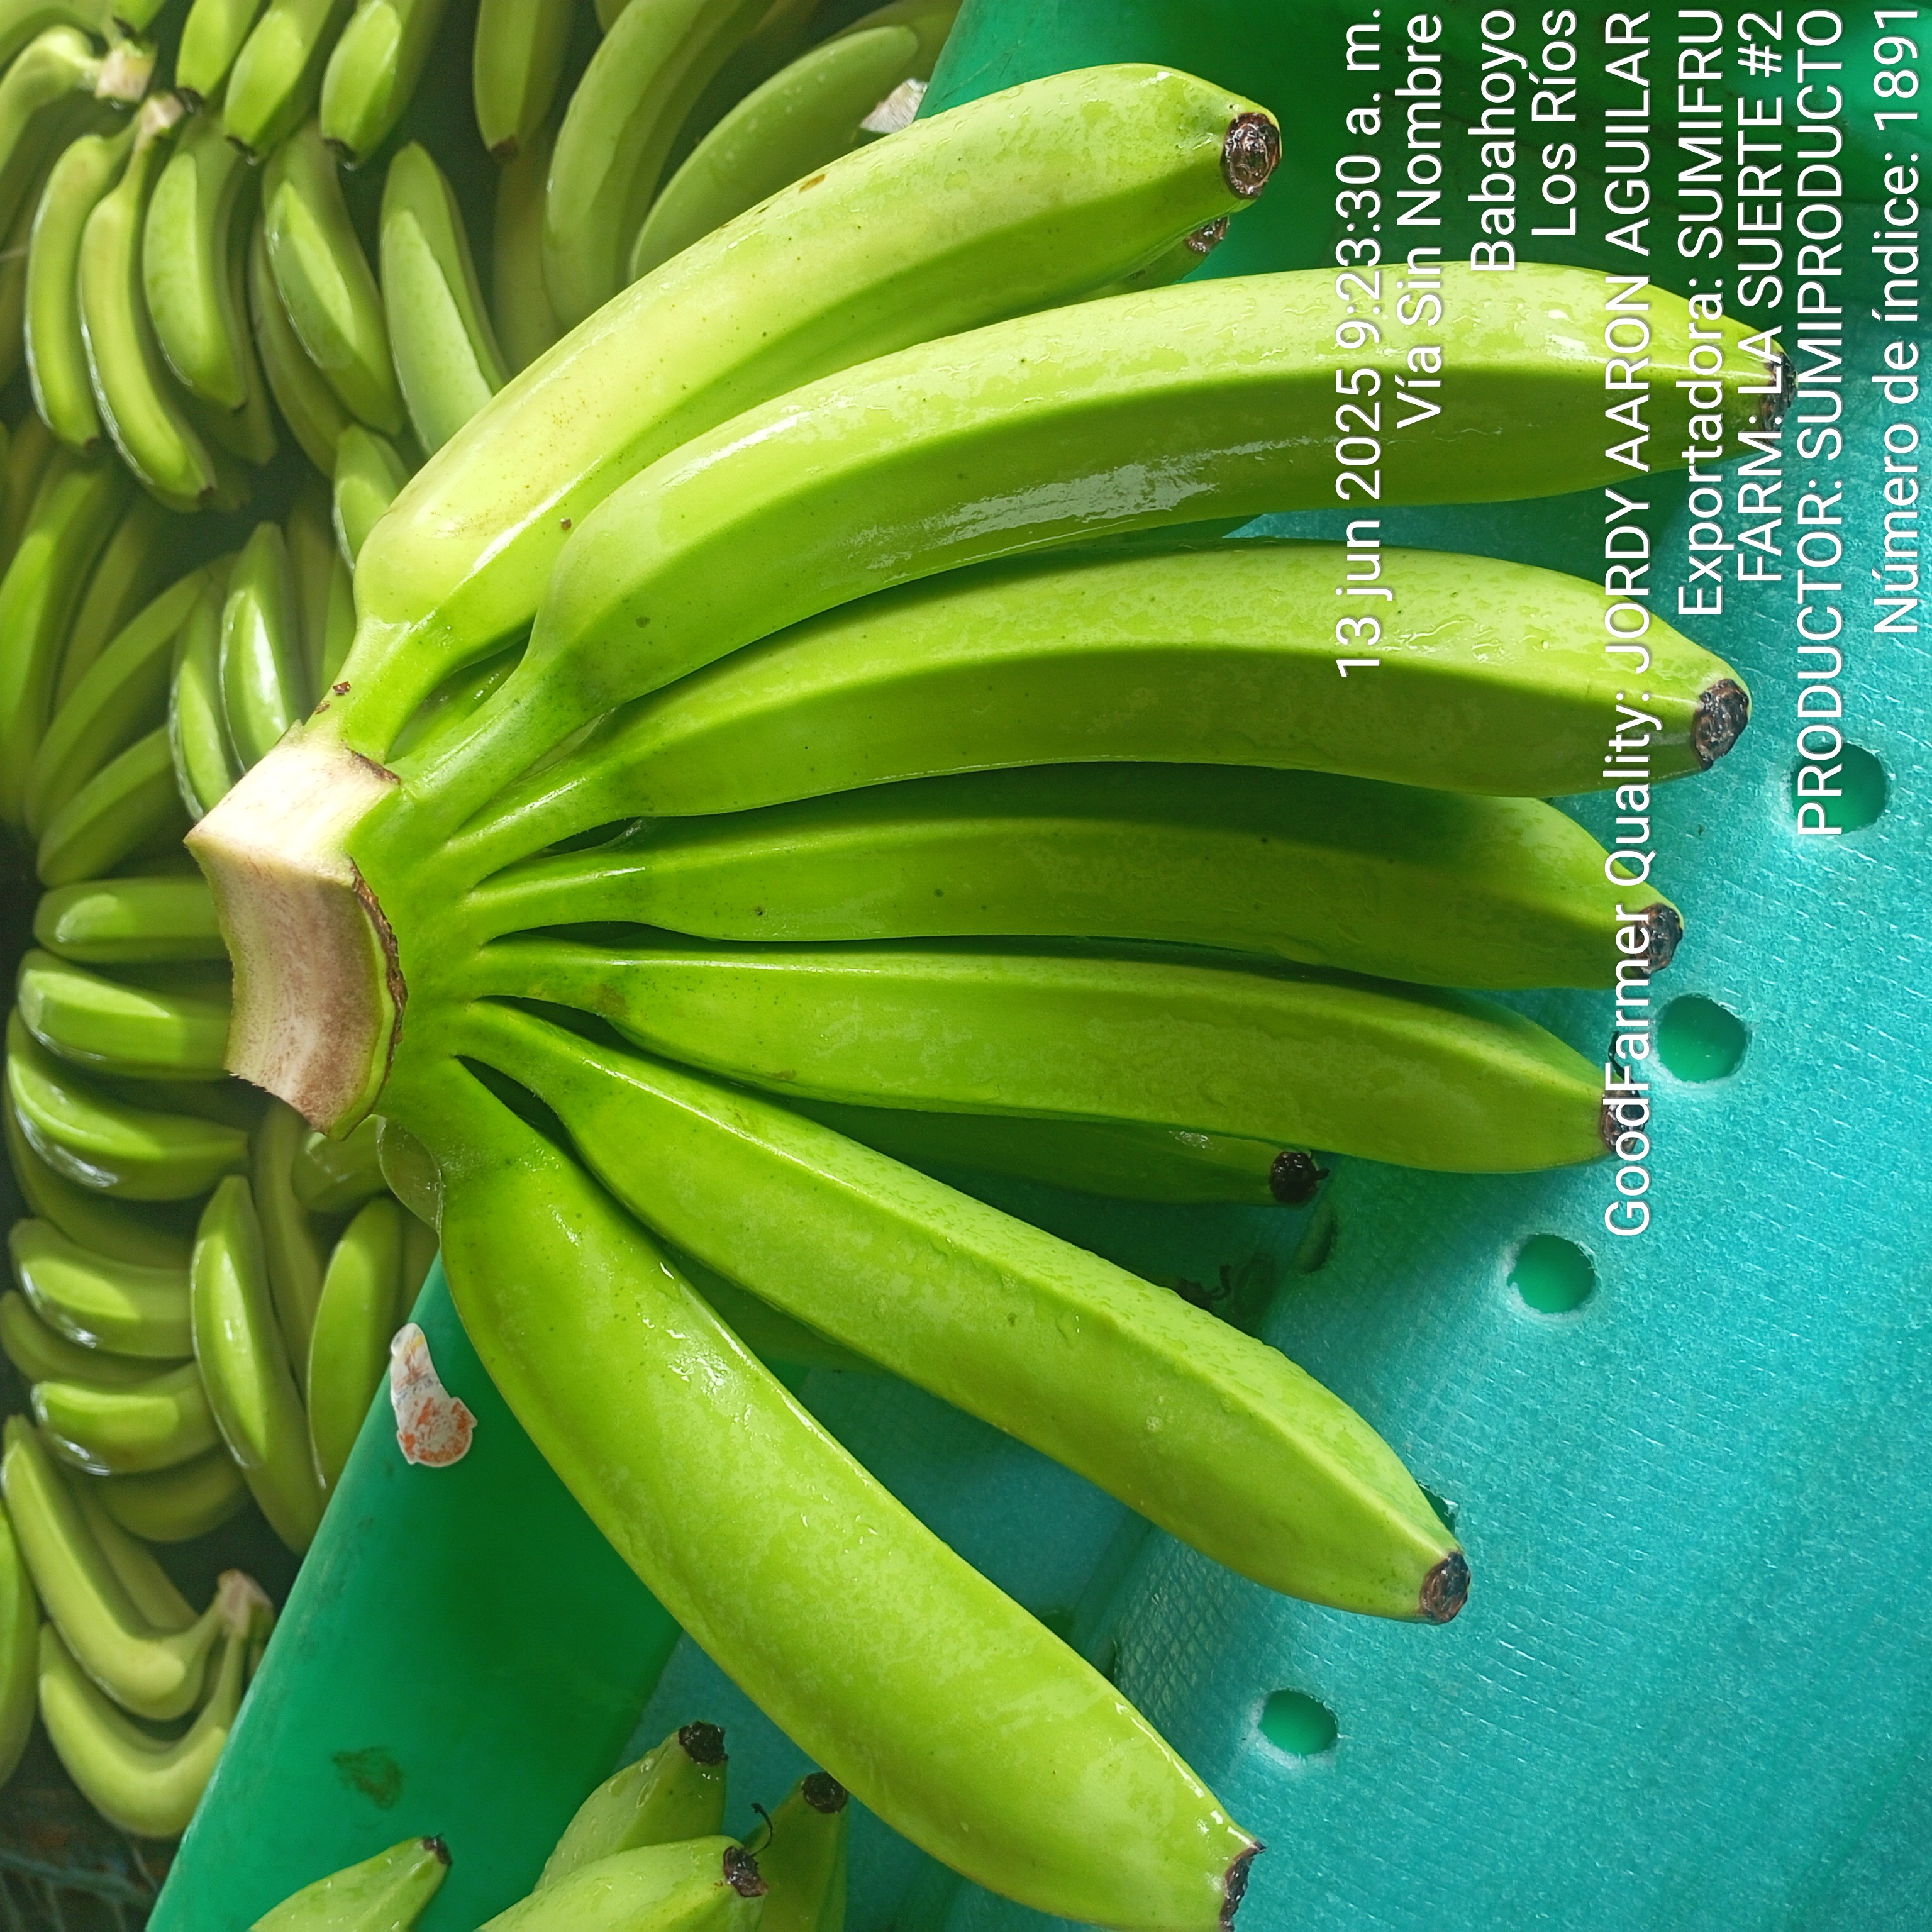 13 jun 2025 9:23:30 a. m.
Vía Sin Nombre
Babahoyo
Los Ríos
GoodFarmer Quality: JORDY AARON AGUILAR
Exportadora: SUMIFRU
FARM: LA SUERTE #2
PRODUCTOR: SUMIPRODUCTO
Número de índice: 1891